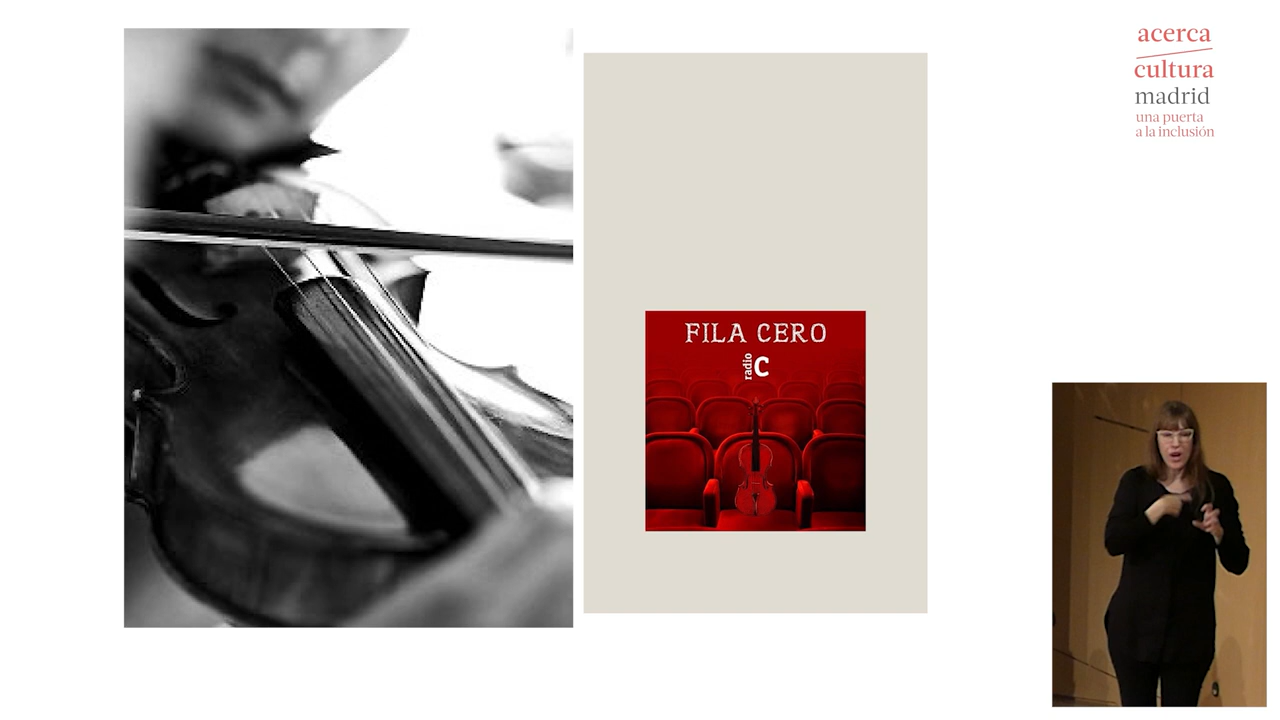 FILA CERO
radio C
acerca
cultura
madrid
una puerta
a la inclusión